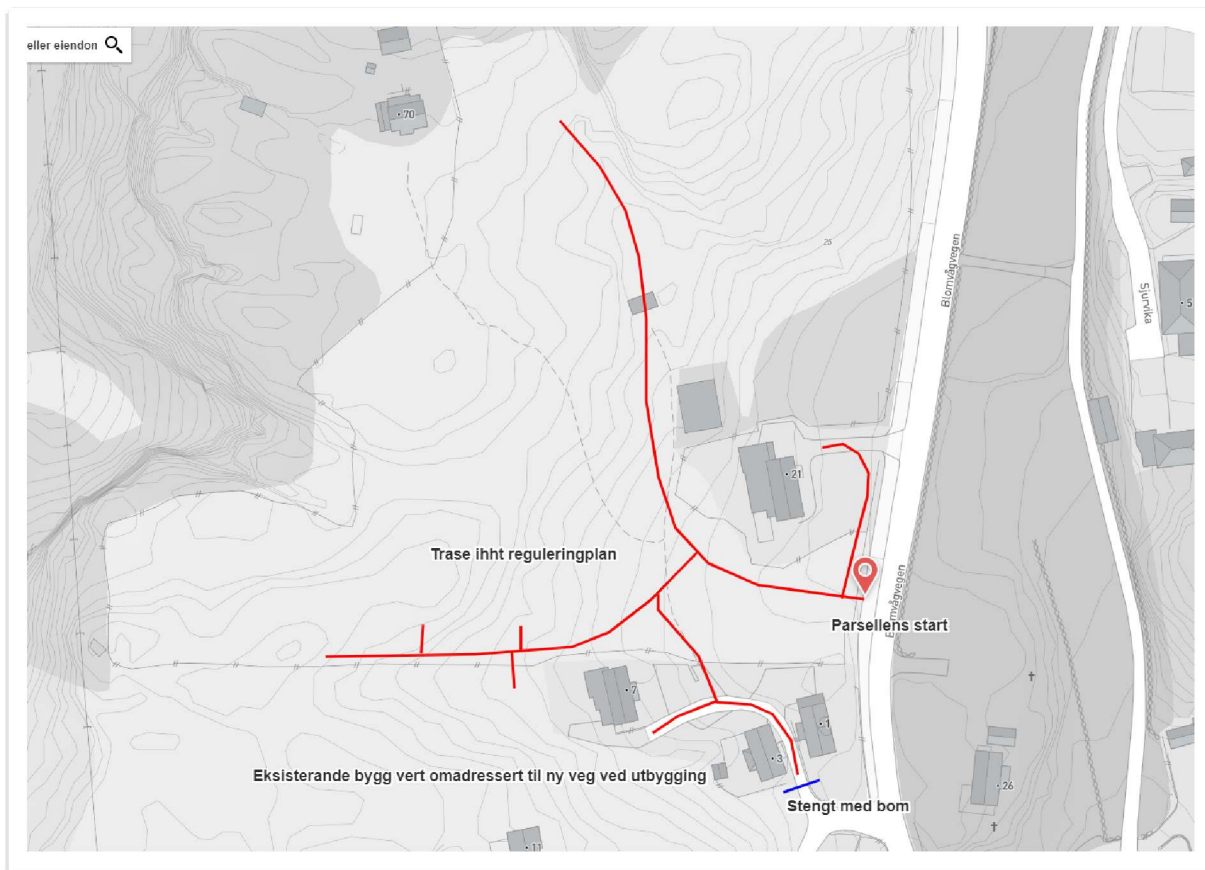 eller eiendon
70
25
Blomvågvegen
Sjurvika
5
21
Trase ihht reguleringplan
Blomvågvegen
Parsellens start
7
1
3
Eksisterande bygg vert omadressert til ny veg ved utbygging
26
Stengt med bom
11